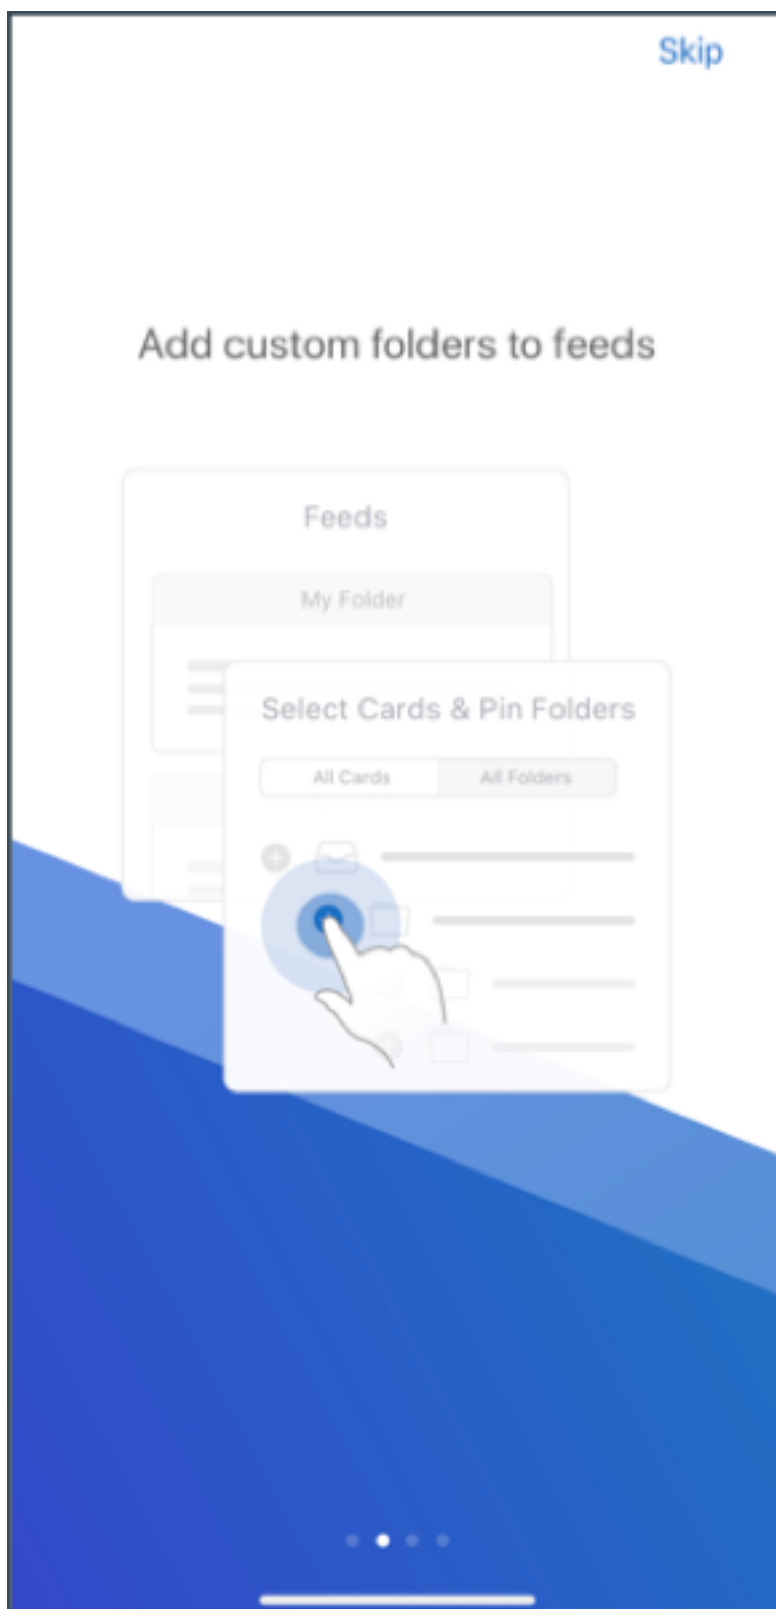 Skip
Add custom folders to feeds
Feeds
My Folder
Select Cards & Pin Folders
All Cards
All Folders